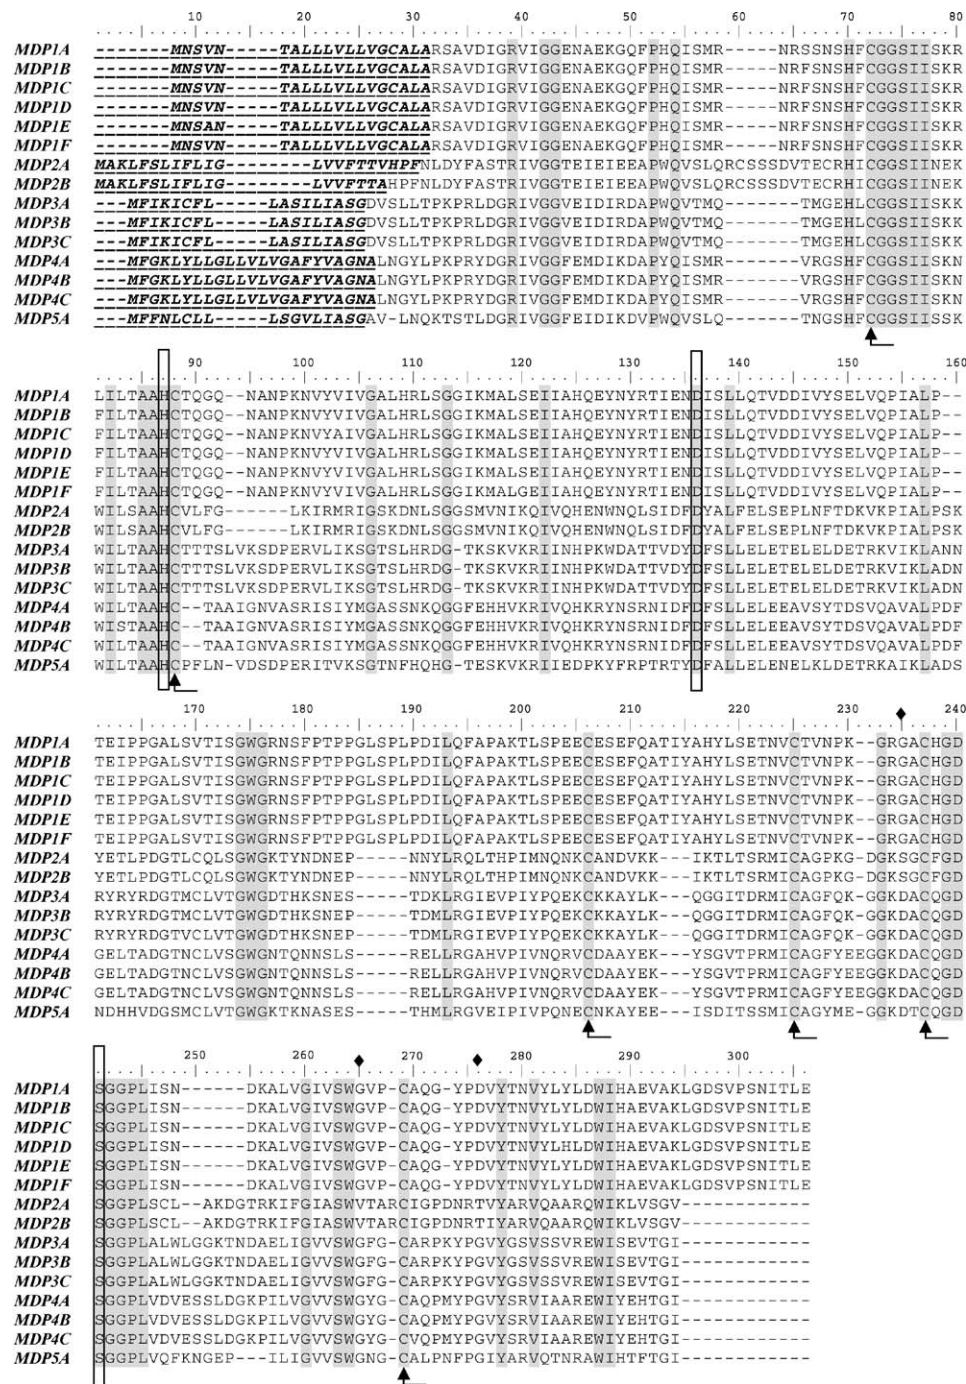 10 20 30 40 50 60 70 80
MDP1A -------MNSVN-----TALLLVLLVGCALARSAVDIGRVIGGENAEKGQFPHQISMR-----NRSSNSHFCGGSIISKR
MDP1B -------MNSVN-----TALLLVLLVGCALARSAVDIGRVIGGENAEKGQFPHQISMR-----NRFSNSHFCGGSIISKR
MDP1C -------MNSVN-----TALLLVLLVGCALARSAVDIGRVIGGENAEKGQFPHQISMR-----NRFSNSHFCGGSIISKR
MDP1D -------MNSVN-----TALLLVLLVGCALARSAVDIGRVIGGENAEKGQFPHQISMR-----NRFSNSHFCGGSIISKR
MDP1E -------MNSAN-----TALLLVLLVGCALARSAVDIGRVIGGENAEKGQFPHQISMR-----NRFSNSHFCGGSIISKR
MDP1F -------MNSVN-----TALLLVLLVGCALARSAVDIGRVIGGENAEKGQFPHQISMR-----NRFSNSHFCGGSIISKR
MDP2A MAKLFSLIFLIG--------LVVFTTVHPFNLDYFASTRIVGGTEIEIEEAPWQVSLQRCSSSDVTECRHICGGSIINEK
MDP2B MAKLFSLIFLIG--------LVVFTTAHPFNLDYFASTRIVGGTEIEIEEAPWQVSLQRCSSSDVTECRHICGGSIINEK
MDP3A ---MFIKICFL-----LASILIASGDVSLLTPKPRLDGRIVGGVEIDIRDAPWQVTMQ-------TMGEHLCGGSIISKK
MDP3B ---MFIKICFL-----LASILIASGDVSLLTPKPRLDGRIVGGVEIDIRDAPWQVTMQ-------TMGEHLCGGSIISKK
MDP3C ---MFIKICFL-----LASILIASGDVSLLTPKPRLDGRIVGGVEIDIRDAPWQVTMQ-------TMGEHLCGGSIISKK
MDP4A ---MFGKLYLLGLLVLVGAFYVAGNALNGYLPKPRYDGRIVGGFEMDIKDAPYQISMR-------VRGSHFCGGSIISKN
MDP4B ---MFGKLYLLGLLVLVGAFYVAGNALNGYLPKPRYDGRIVGGFEMDIKDAPYQISMR-------VRGSHFCGGSIISKN
MDP4C ---MFGKLYLLGLLVLVGAFYVAGNALNGYLPKPRYDGRIVGGFEMDIKDAPYQISMR-------VRGSHFCGGSIISKN
MDP5A ---MFFNLCLL-----LSGVLIASGAV-LNQKTSTLDGRIVGGFEIDIKDVPWQVSLQ-------TNGSHFCGGSIISSK
90 100 110 120 130 140 150 160
MDP1A LILTAAHCTQGQ--NANPKNVYVIVGALHRLSGGIKMALSEIIAHQEYNYRTIENDISLLQTVDDIVYSELVQPIALP--
MDP1B FILTAAHCTQGQ--NANPKNVYVIVGALHRLSGGIKMALSEIIAHQEYNYRTIENDISLLQTVDDIVYSELVQPIALP--
MDP1C FILTAAHCTQGQ--NANPKNVYAIVGALHRLSGGIKMALSEIIAHQEYNYRTIENDISLLQTVDDIVYSELVQPIALP--
MDP1D FILTAAHCTQGN--NANPKNVYVIVGALHRLSGGIKMALSEIIAHQEYNYRTIENDISLLQTVDDIVYSELVQPIALP--
MDP1E FILTAAHCTQGQ--NANPKNVYVIVGALHRLSGGIKMALSEIIAHQEYNYRTIENDISLLQTVDDIVYSELVQPIALP--
MDP1F FILTAAHCTQGN--NANPKNVYVIVGALHRLSGGIKMALGEIIAHQEYNYRTIENDISLLQTVDDIVYSELVQPIALP--
MDP2A WILSAAHCVLFG------LKIRMRIGSKDNLSGGSMVNIKQIVQHENWNQLSIDFDYALFELSEPLNFTDKVKPIALPSK
MDP2B WILSAAHCVLFG------LKIRMRIGSKDNLSGGSMVNIKQIVQHENWNQLSIDFDYALFELSEPLNFTDKVKPIALPSK
MDP3A WILTAAHCTTTSLVKSDPERVLIKSGTSLHRDG-TKSKVKRIINHPKWDATTVDYDFSLLELETELELDETRKVIKLANN
MDP3B WILTAAHCTTTSLVKSDPERVLIKSGTSLHRDG-TKSKVKRIINHPKWDATTVDYDFSLLELETELELDETRKVIKLADN
MDP3C WILTAAHCTTTSLVKSDPERVLIKSGTSLHRDG-TKSKVKRIINHPKWDATTVDYDFSLLELETELELDETRKVIKLADN
MDP4A WILTAAHC--TAAIGNVASRISIYMGASSNKQGGFEHHVKRIVQHKRYNSRNIDFDFSLLELEEAVSYTDSVQAVALPDF
MDP4B WISTAAHC--TAAIGNVASRISIYMGASSNKQGGFEHHVKRIVQHKRYNSRNIDFDFSLLELEEAVSYTDSVQAVALPDF
MDP4C WILTAAHC--TAAIGNVASRISIYMGASSNKQGGFEHHVKRIVQHKRYNSRNIDFDFSLLELEEAVSYTDSVQAVALPDF
MDP5A WILTAAHCPFLN-VDSDPERITVKSGTNFHQHG-TESKVKRIIEDPKYFRPTRTYDFALLELENELKLDETRKAIKLADS
170 180 190 200 210 220 230 240
MDP1A TEIPPGALSVTISGWGRNSFPTPPGLSPLPDILQFAPAKTLSPEECESEFQATIYAHYLSETNVCTVNPK--GRGACHGD
MDP1B TEIPPGALSVTISGWGRNSFPTPPGLSPLPDILQFAPAKTLSPEECESEFQATIYAHYLSETNVCTVNPK--GRGACHGD
MDP1C TEIPPGALSVTISGWGRNSFPTPPGLSPLPDILQFAPAKTLSPEECESEFQATIYAHYLSETNVCTVNPK--GRGACHGD
MDP1D TEIPPGALSVTISGWGRNSFPTPPGLSPLPDILQFAPAKTLSPEECESEFQATIYAHYLSETNVCTVNPK--GRGACHGD
MDP1E TEIPPGALSVTISGWGRNSFPTPPGLSPLPDILQFAPAKTLSPEECESEFQATIYAHYLSETNVCTVNPK--GRGACHGD
MDP1F TEIPPGALSVTISGWGRNSFPTPPGLSPLPDILQFAPAKTLSPEECESEFQATIYAHYLSETNVCTVNPK--GRGACHGD
MDP2A YETLPDGTLCQLSGWGKTYNDNEP-----NNYLRQLTHPIMNQNKCANDVKK---IKTLTSRMICAGPKG-DGKSGCFGD
MDP2B YETLPDGTLCQLSGWGKTYNDNEP-----NNYLRQLTHPIMNQNKCANDVKK---IKTLTSRMICAGPKG-DGKSGCFGD
MDP3A RYRYRDGTMCLVTGWGDTHKSNEP-----TDKLRGIEVPIYPQEKCKKAYLK---QGGITDRMICAGFQK-GGKDACQGD
MDP3B RYRYRDGTMCLVTGWGDTHKSNEP-----TDMLRGIEVPIYPQEKCKKAYLK---QGGITDRMICAGFQK-GGKDACQGD
MDP3C RYRYRDGTVCLVTGWGDTHKSNEP-----TDMLRGIEVPIYPQEKCKKAYLK---QGGITDRMICAGFQK-GGKDACQGD
MDP4A GELTADGTNCLVSGWGNTQNNSLS-----RELLRGAHVPIVNQRVCDAAYEK---YSGVTPRMICAGFYEEGGKDACQGD
MDP4B GELTADGTNCLVSGWGNTQNNSLS-----RELLRGAHVPIVNQRVCDAAYEK---YSGVTPRMICAGFYEEGGKDACQGD
MDP4C GELTADGTNCLVSGWGNTQNNSLS-----RELLRGAHVPIVNQRVCDAAYEK---YSGVTPRMICAGFYEEGGKDACQGD
MDP5A NDHHVDGSMCLVTGWGKTKNASES-----THMLRGVIVPIVPQNECNKAYEE---ISDITSSMICAGYME-GGKDTCQGD
250 260 270 280 290 300
MDP1A SGGPLISN------DKALVGIVSWGVP-CAQG-YPDVYTNVYLYLDWIHAEVAKLGDSVPSNITLE
MDP1B SGGPLISN------DKALVGIVSWGVP-CAQG-YPDVYTNVYLYLDWIHAEVAKLGDSVPSNITLE
MDP1C SGGPLISN------DKALVGIVSWGVP-CAQG-YPDVYTNVYLYLDWIHAEVAKLGDSVPSNITLE
MDP1D SGGPLISN------DKALVGIVSWGVP-CAQG-YPDVYTNVYLHLDWIHAEVAKLGDSVPSNITLE
MDP1E SGGPLISN------DKALVGIVSWGVP-CAQG-YPDVYTNVYLYLDWIHAEVAKLGDSVPSNITLE
MDP1F SGGPLISN------DKALVGIVSWGVP-CAQG-YPDVYTNVYLYLDWIHAEVAKLGDSVPSNITLE
MDP2A SGGPLSCL--AKDGTRKIFGIASWVTARCIGPDNRTVYARVQAARQWIKLVSGV------------
MDP2B SGGPLSCL--AKDGTRKIFGIASWVTARCIGPDNRTIYARVQAARQWIKLVSGV------------
MDP3A SGGPLALWLGGKTNDAELIGVVSWGFG-CARPKYPGVYGSVSSVREWISEVTGI------------
MDP3B SGGPLALWLGGKTNDAELIGVVSWGFG-CARPKYPGVYGSVSSVREWISEVTGI------------
MDP3C SGGPLALWLGGKTNDAELIGVVSWGFG-CARPKYPGVYGSVSSVREWISEVTGI------------
MDP4A SGGPLVDVESSLDGKPILVGVVSWGYG-CAQPMYPGVYSRVIAAREWIYEHTGI------------
MDP4B SGGPLVDVESSLDGKPILVGVVSWGYG-CAQPMYPGVYSRVIAAREWIYEHTGI------------
MDP4C SGGPLVDVESSLDGKPILVGVVSWGYG-CVQPMYPGVYSRVIAAREWIYEHTGI------------
MDP5A SGGPLVQFKNGEP----ILIGVVSWGNG-CALPNFPGIYARVQTNRAWIHTFTGI------------